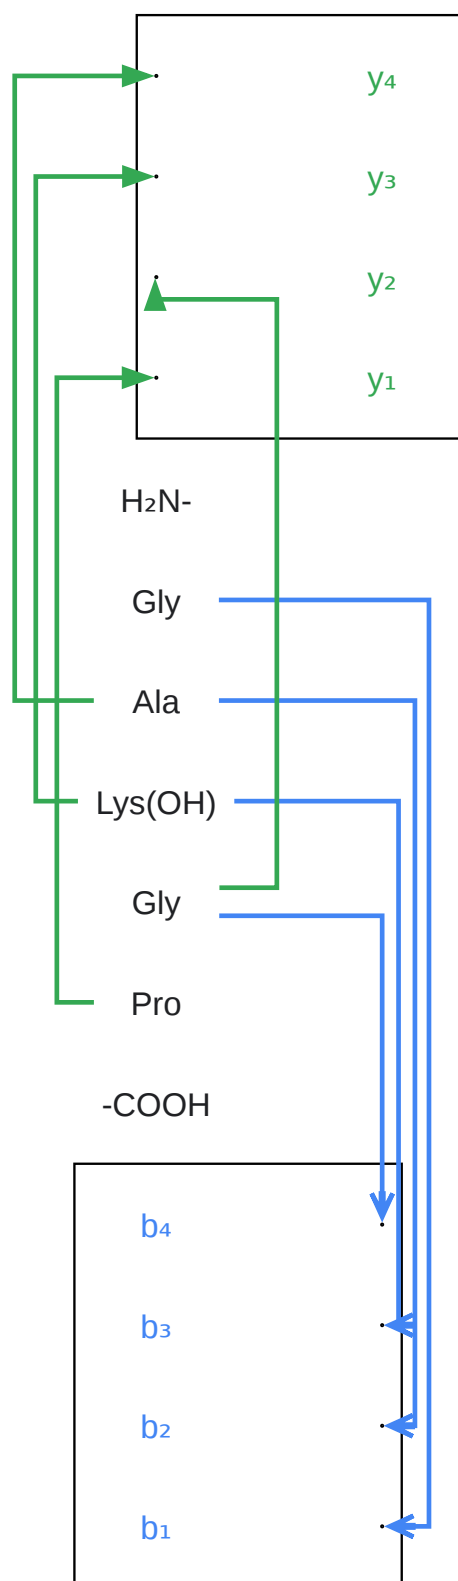 y₄
y₃
y₂
y₁
H₂N-
Gly
Ala
Lys(OH)
Gly
Pro
-COOH
b₄
b₃
b₂
b₁